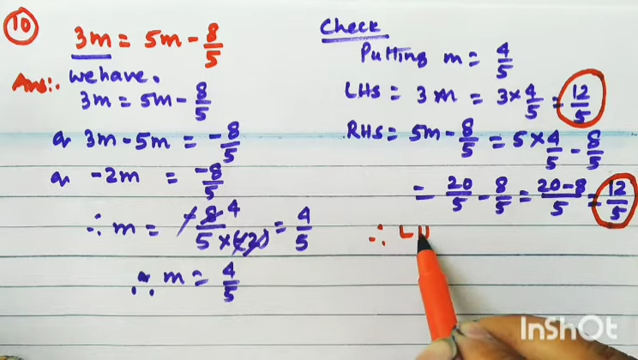 10 3m = 5m - 8/5
Ans:- we have.
3m = 5m - 8/5
a 3m - 5m = -8/5
a -2m = -8/5
∴ m = -8 4/5×(-2) = 4/5
∴ m = 4/5
Check
Putting m = 4/5
LHS = 3m = 3×4/5 = 12/5
RHS = 5m - 8/5 = 5×4/5 - 8/5
= 20/5 - 8/5 = 20-8/5 = 12/5
∴ LH
InShOt